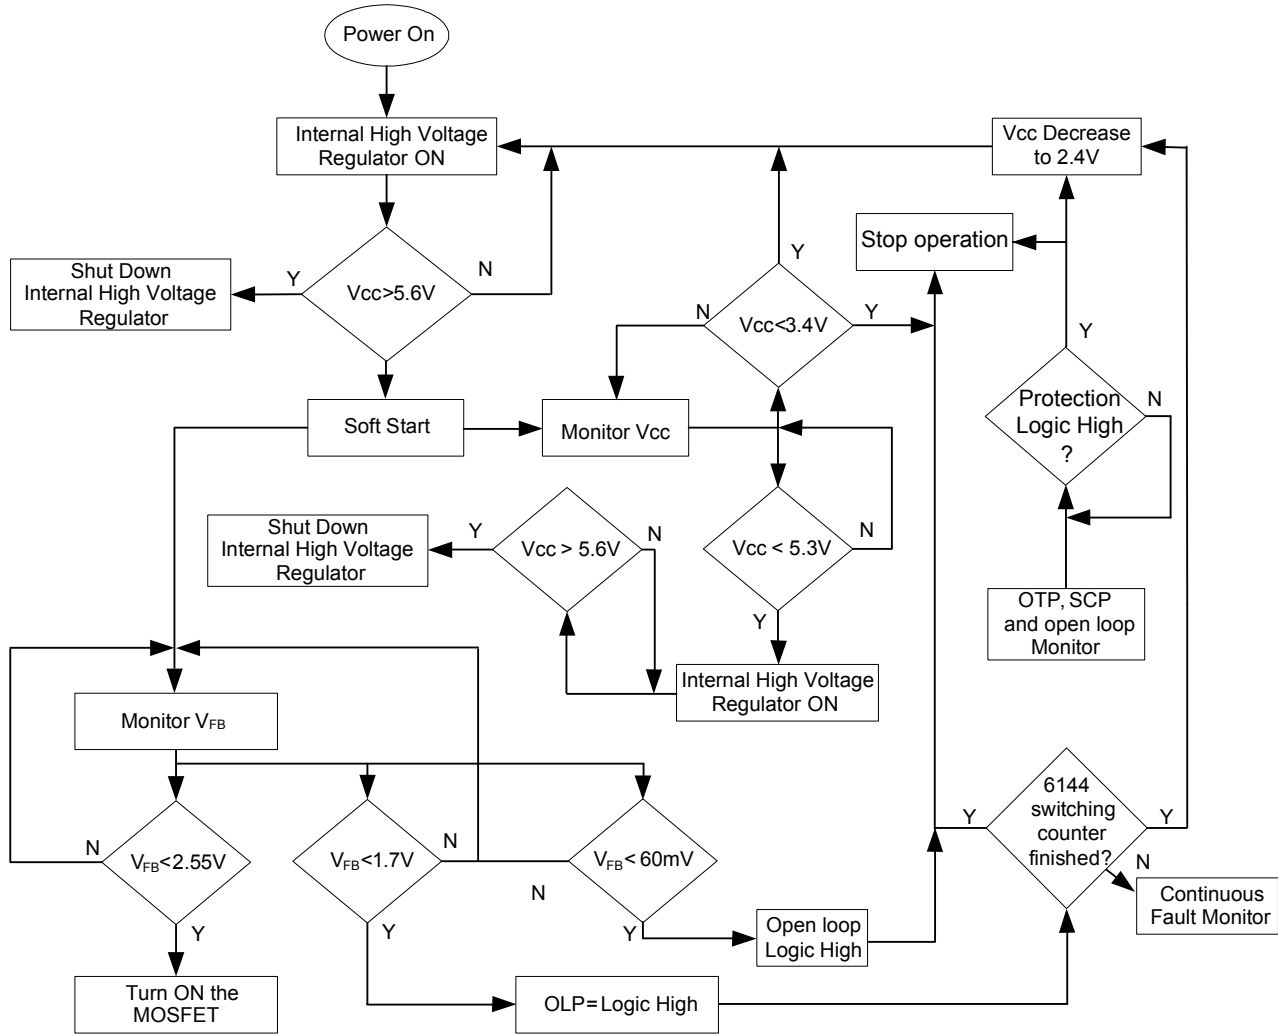 Power On
Internal High Voltage
Regulator ON
Vcc Decrease
to 2.4V
Stop operation
Shut Down
Internal High Voltage
Regulator
Y
Vcc>5.6V
N
Y
N
Vcc<3.4V
Y
Y
Protection
Logic High
?
N
Soft Start
Monitor Vcc
Shut Down
Internal High Voltage
Regulator
Y
Vcc > 5.6V
N
Vcc < 5.3V
N
Y
OTP, SCP
and open loop
Monitor
Internal High Voltage
Regulator ON
Monitor VFB
N
VFB<2.55V
Y
VFB<1.7V
N
Y
VFB< 60mV
N
Y
Y
6144
switching
counter
finished?
Y
N
Continuous
Fault Monitor
Open loop
Logic High
Turn ON the
MOSFET
OLP=Logic High